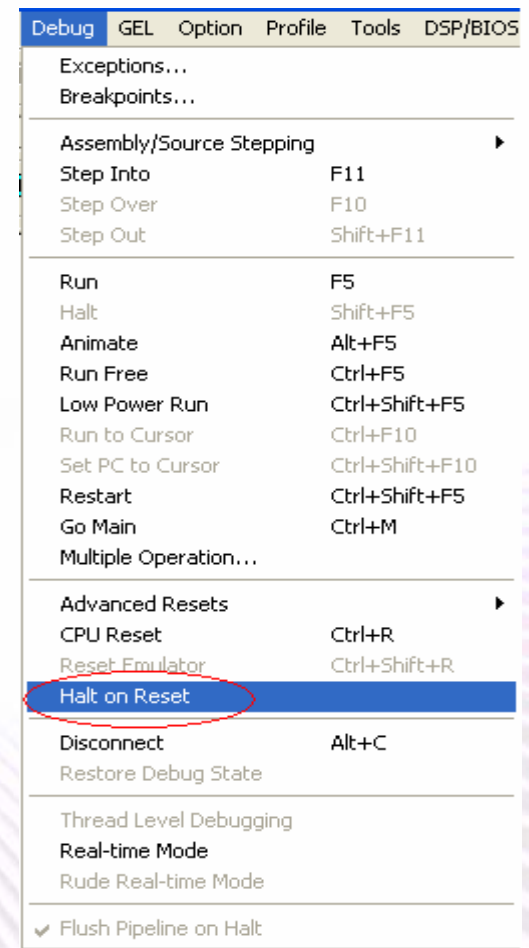 Debug GEL Option Profile Tools DSP/BIOS
Exceptions...
Breakpoints...
Assembly/Source Stepping
Step Into F11
Step Over F10
Step Out Shift+F11
Run F5
Halt Shift+F5
Animate Alt+F5
Run Free Ctrl+F5
Low Power Run Ctrl+Shift+F5
Run to Cursor Ctrl+F10
Set PC to Cursor Ctrl+Shift+F10
Restart Ctrl+Shift+F5
Go Main Ctrl+M
Multiple Operation...
Advanced Resets
CPU Reset Ctrl+R
Reset Emulator Ctrl+Shift+R
Halt on Reset
Disconnect Alt+C
Restore Debug State
Thread Level Debugging
Real-time Mode
Rude Real-time Mode
Flush Pipeline on Halt